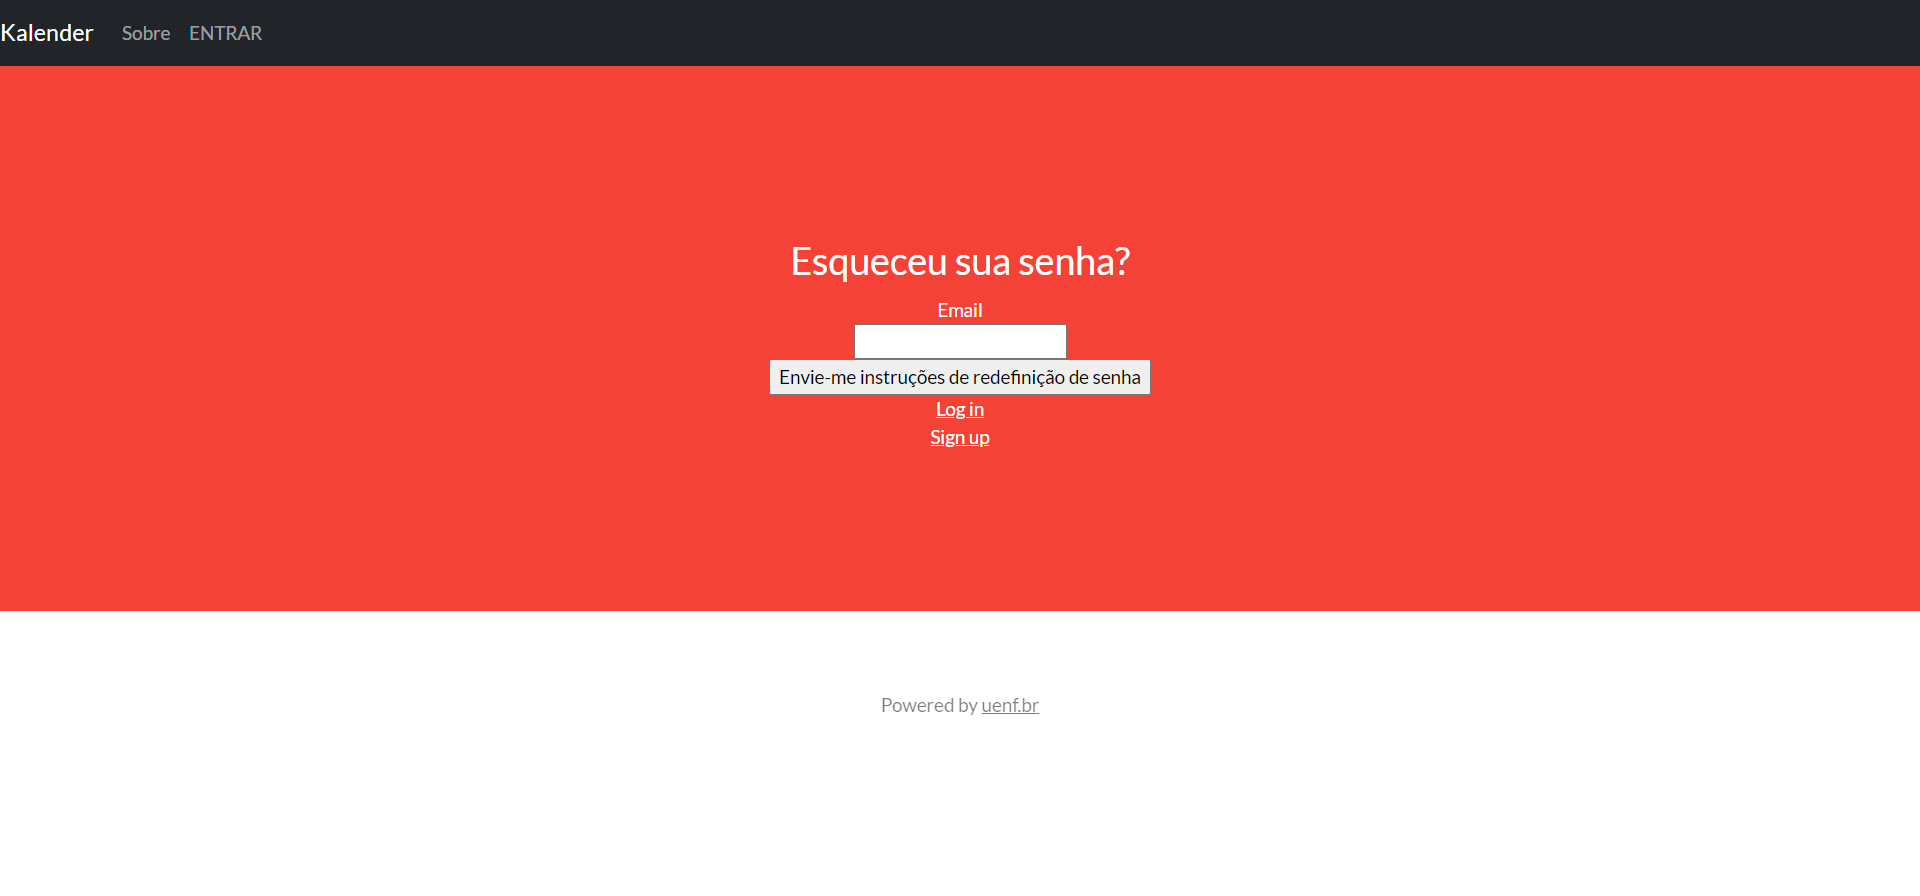 Kalender Sobre ENTRAR
Esqueceu sua senha?
Email
Envie-me instruções de redefinição de senha
Log in
Sign up
Powered by uenf.br